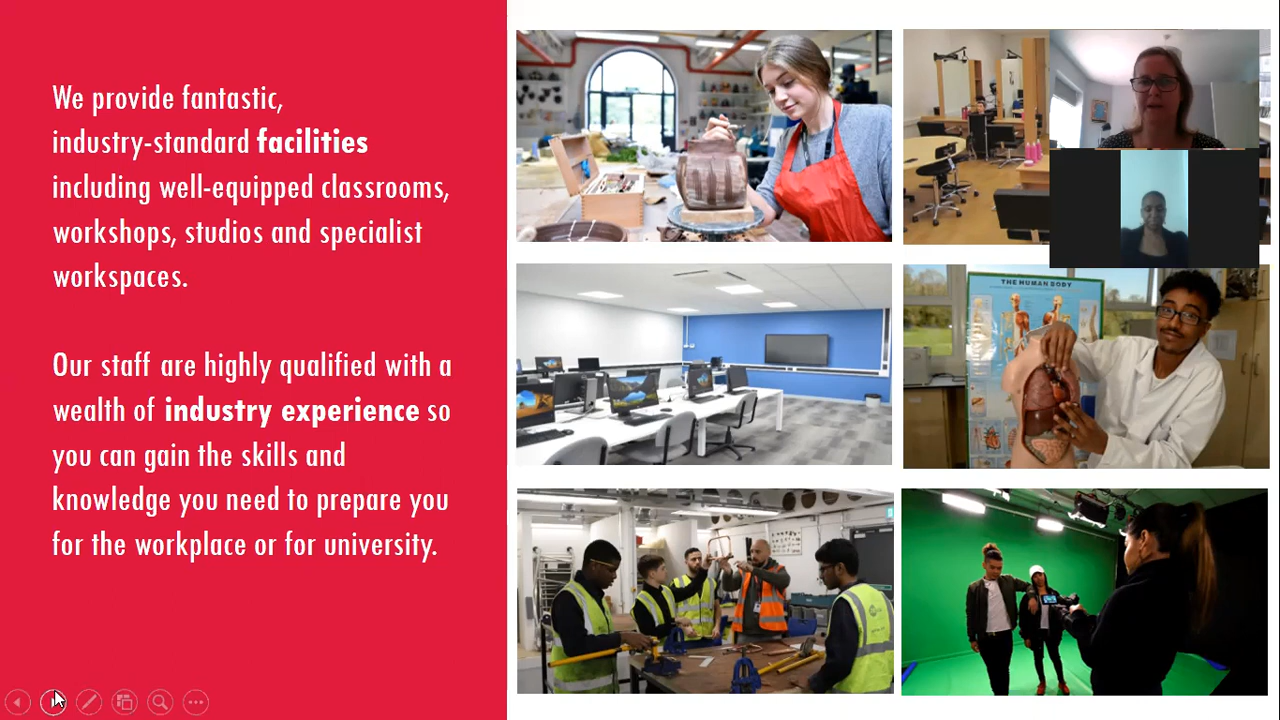 We provide fantastic,
industry-standard facilities
including well-equipped classrooms,
workshops, studios and specialist
workspaces.
Our staff are highly qualified with a
wealth of industry experience so
you can gain the skills and
knowledge you need to prepare you
for the workplace or for university.
THE HUMAN BODY